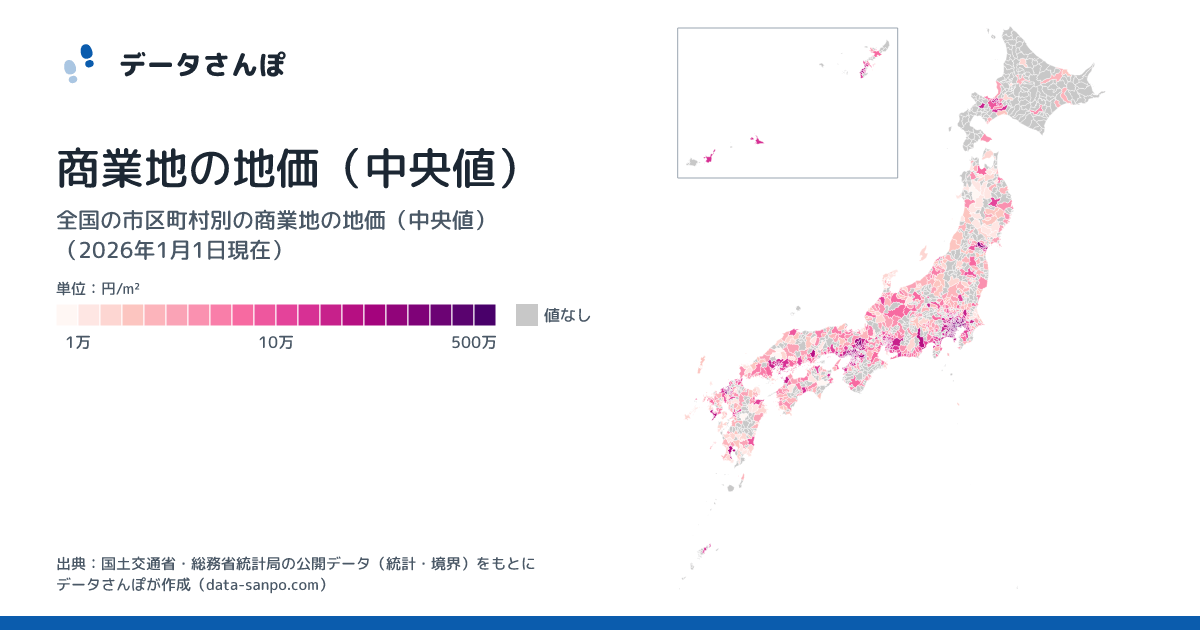 データさんぽ
商業地の地価（中央値）
全国の市区町村別の商業地の地価（中央値）
（2026年1月1日現在）
単位：円/m²
値なし
1万 10万 500万
出典：国土交通省・総務省統計局の公開データ（統計・境界）をもとに
データさんぽが作成（data-sanpo.com）